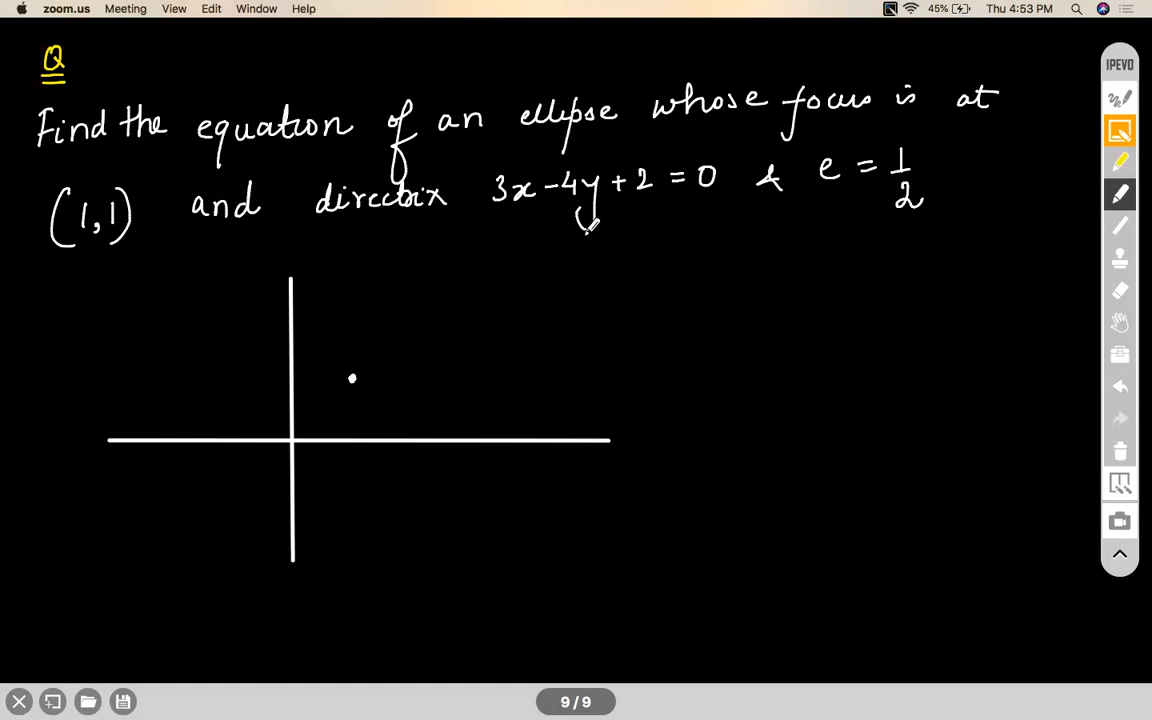 zoom.us Meeting View Edit Window Help 45% Thu 4:53 PM
IPEVO
Q
Find the equation of an ellipse whose focus is at
(1,1) and directrix 3x-4y+2=0 & e=1/2
9/9